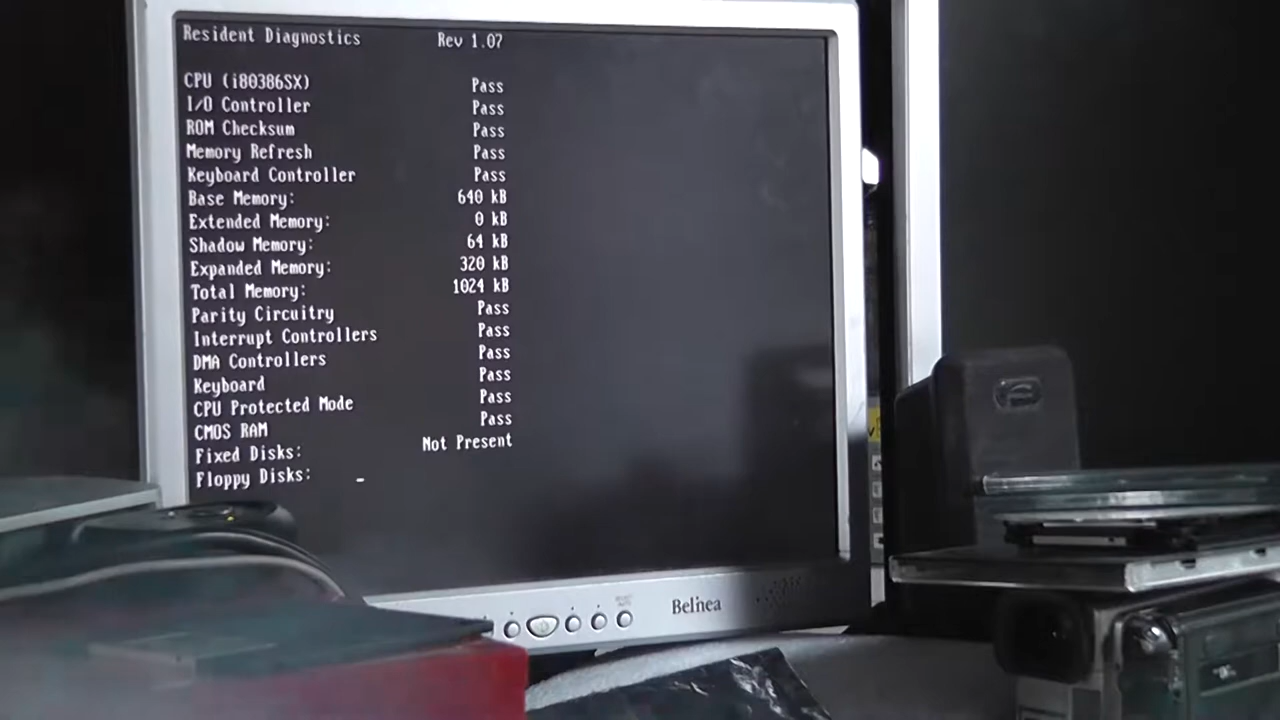 Resident Diagnostics Rev 1.07
CPU (i80386SX) Pass
I/O Controller Pass
ROM Checksum Pass
Memory Refresh Pass
Keyboard Controller Pass
Base Memory: 640 kB
Extended Memory: 0 kB
Shadow Memory: 64 kB
Expanded Memory: 320 kB
Total Memory: 1024 kB
Parity Circuitry Pass
Interrupt Controllers Pass
DMA Controllers Pass
Keyboard Pass
CPU Protected Mode Pass
CMOS RAM Pass
Fixed Disks: Not Present
Floppy Disks: _
Belinea